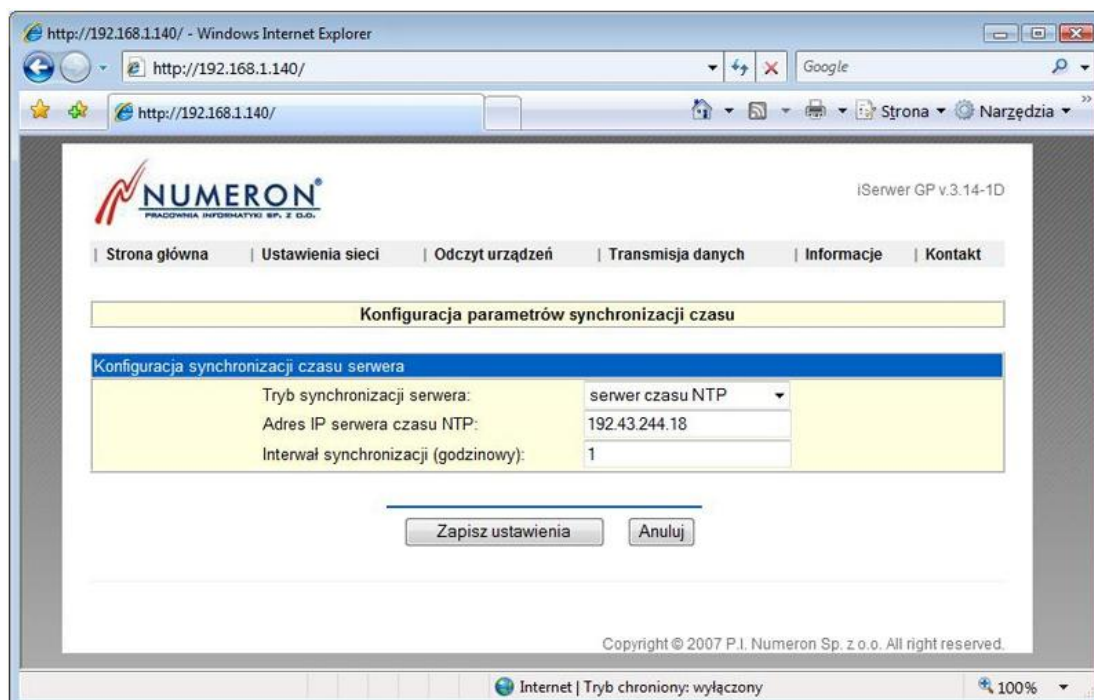 http://192.168.1.140/ - Windows Internet Explorer
http://192.168.1.140/
Google
http://192.168.1.140/
Strona
Narzędzia
NUMERON®
PRACOWNIA INFORMATYKI SP. Z O.O.
iSerwer GP v.3.14-1D
| Strona główna | Ustawienia sieci | Odczyt urządzeń | Transmisja danych | Informacje | Kontakt
Konfiguracja parametrów synchronizacji czasu
Konfiguracja synchronizacji czasu serwera
Tryb synchronizacji serwera: serwer czasu NTP
Adres IP serwera czasu NTP: 192.43.244.18
Interwał synchronizacji (godzinowy): 1
Zapisz ustawienia Anuluj
Copyright © 2007 P.I. Numeron Sp. z o.o. All right reserved.
Internet | Tryb chroniony: wyłączony 100%